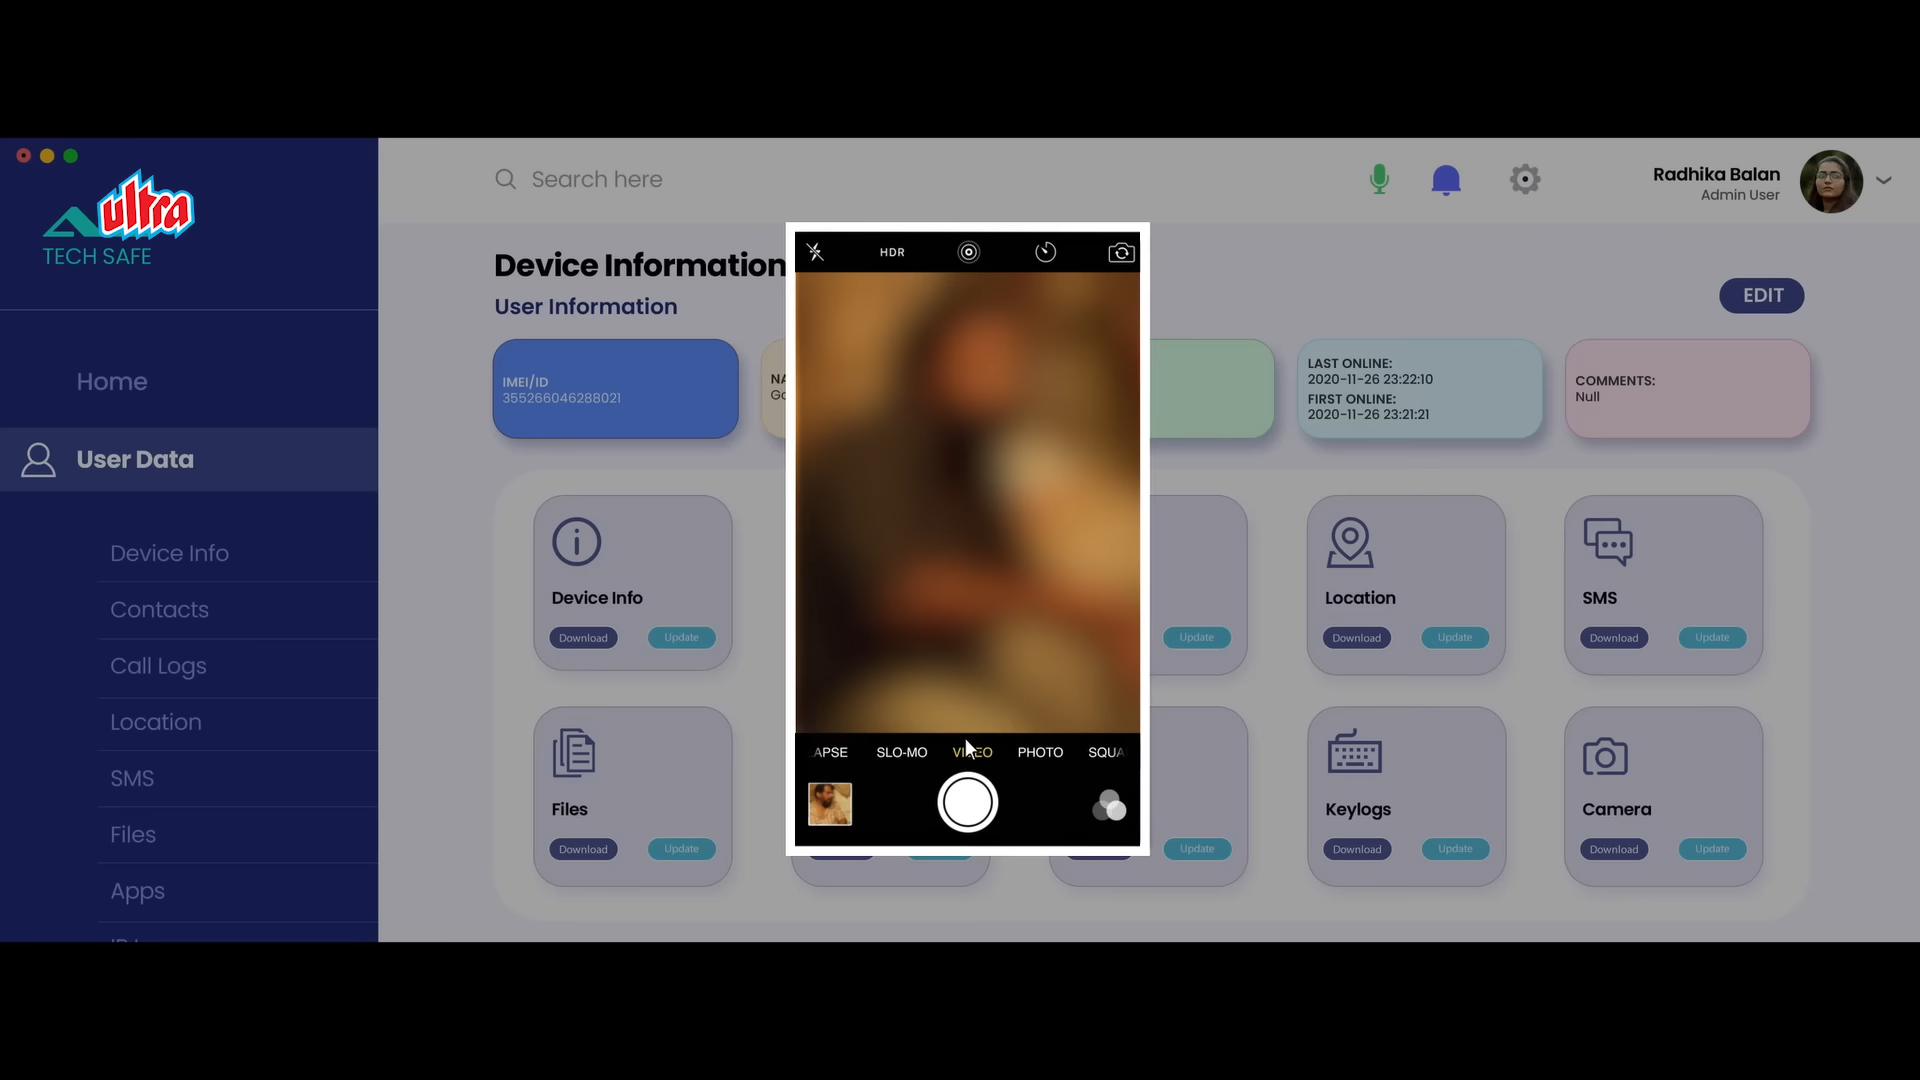 ultra
TECH SAFE
Home
User Data
Device Info
Contacts
Call Logs
Location
SMS
Files
Apps
Search here
Radhika Balan
Admin User
Device Information
User Information
EDIT
IMEI/ID
355266046288021
NA
Go
LAST ONLINE:
2020-11-26 23:22:10
FIRST ONLINE:
2020-11-26 23:21:21
COMMENTS:
Null
HDR
APSE SLO-MO VIDEO PHOTO SQUA
Device Info
Download Update
Update
Location
Download Update
SMS
Download Update
Files
Download Update
Update
Keylogs
Download Update
Camera
Download Update